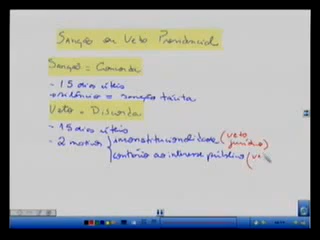 Sanção ou Veto Presidencial
Sanção = Concorda
- 15 dias úteis
silêncio = sanção tácita
Veto = Discorda
- 15 dias úteis
- 2 motivos { inconstitucionalidade (veto jurídico)
contrário ao interesse público (ve